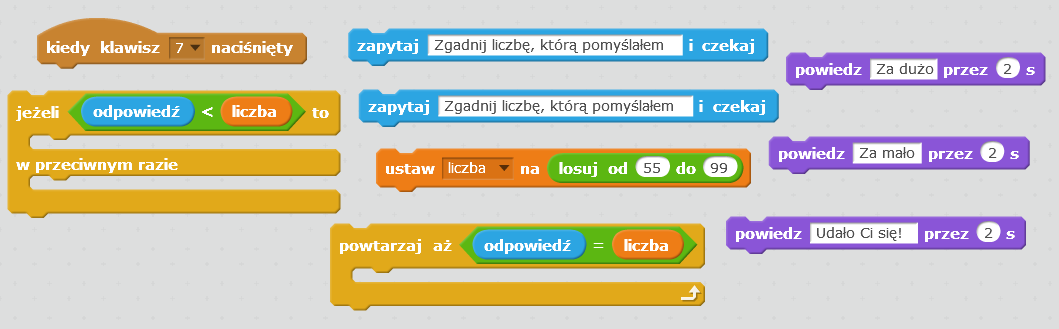 kiedy klawisz 7 naciśnięty
jeżeli odpowiedź < liczba to
w przeciwnym razie
zapytaj Zgadnij liczbę, którą pomyślałem i czekaj
zapytaj Zgadnij liczbę, którą pomyślałem i czekaj
ustaw liczba na losuj od 55 do 99
powtarzaj aż odpowiedź = liczba
powiedz Za dużo przez 2 s
powiedz Za mało przez 2 s
powiedz Udało Ci się! przez 2 s